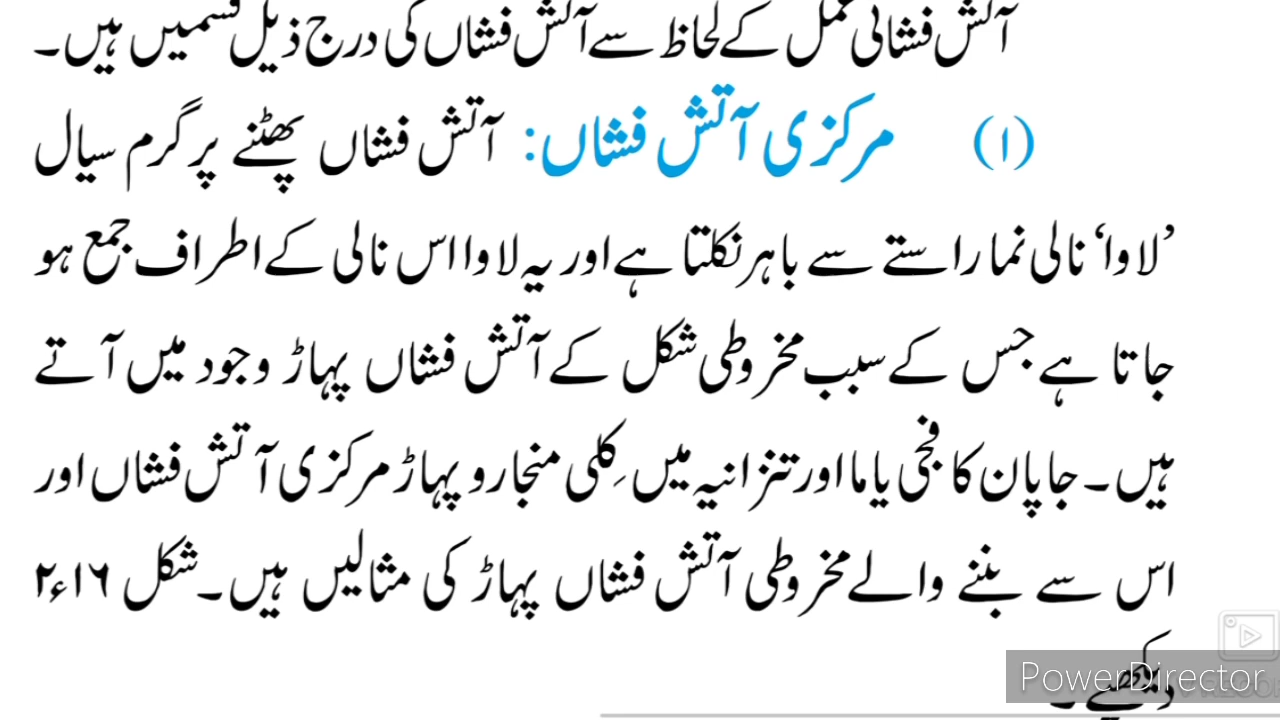 آتش فشانی عمل کے لحاظ سے آتش فشاں کی درج ذیل قسمیں ہیں۔
(۱) مرکزی آتش فشاں: آتش فشاں پھٹنے پر گرم سیال
’لاوا‘ نالی نما راستے سے باہر نکلتا ہے اور یہ لاوا اس نالی کے اطراف جمع ہو
جاتا ہے جس کے سبب مخروطی شکل کے آتش فشاں پہاڑ وجود میں آتے
ہیں۔ جاپان کا فجی یاما اور تنزانیہ میں کِلی منجارو پہاڑ مرکزی آتش فشاں اور
اس سے بننے والے مخروطی آتش فشاں پہاڑ کی مثالیں ہیں۔ شکل ۲ء۱۶
دیکھیے۔
PowerDirector